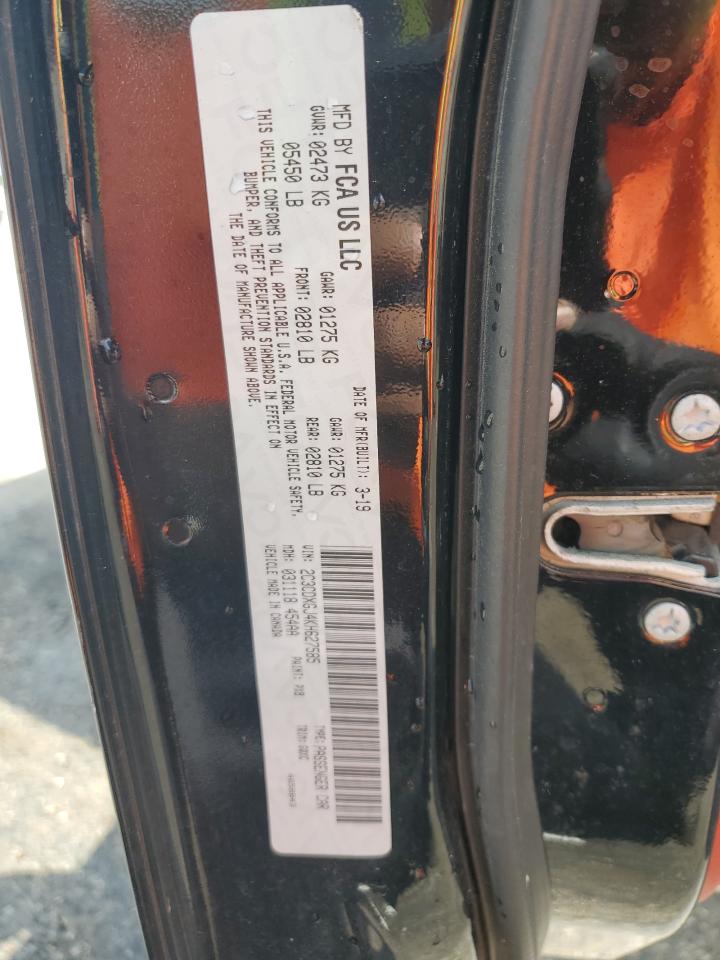 MFD BY FCA US LLC
DATE OF MFR(BUILT): 3-19
GVWR: 02473 KG
GAWR: 01275 KG
GAWR: 01275 KG
05450 LB
FRONT: 02810 LB
REAR: 02810 LB
THIS VEHICLE CONFORMS TO ALL APPLICABLE U.S.A. FEDERAL MOTOR VEHICLE SAFETY,
BUMPER, AND THEFT PREVENTION STANDARDS IN EFFECT ON
THE DATE OF MANUFACTURE SHOWN ABOVE.
VIN: 2C3CDXGJ4KH627585
TYPE: PASSENGER CAR
MDH: 031118 454AA
PAINT: PX8
TRIM:
VEHICLE MADE IN CANADA